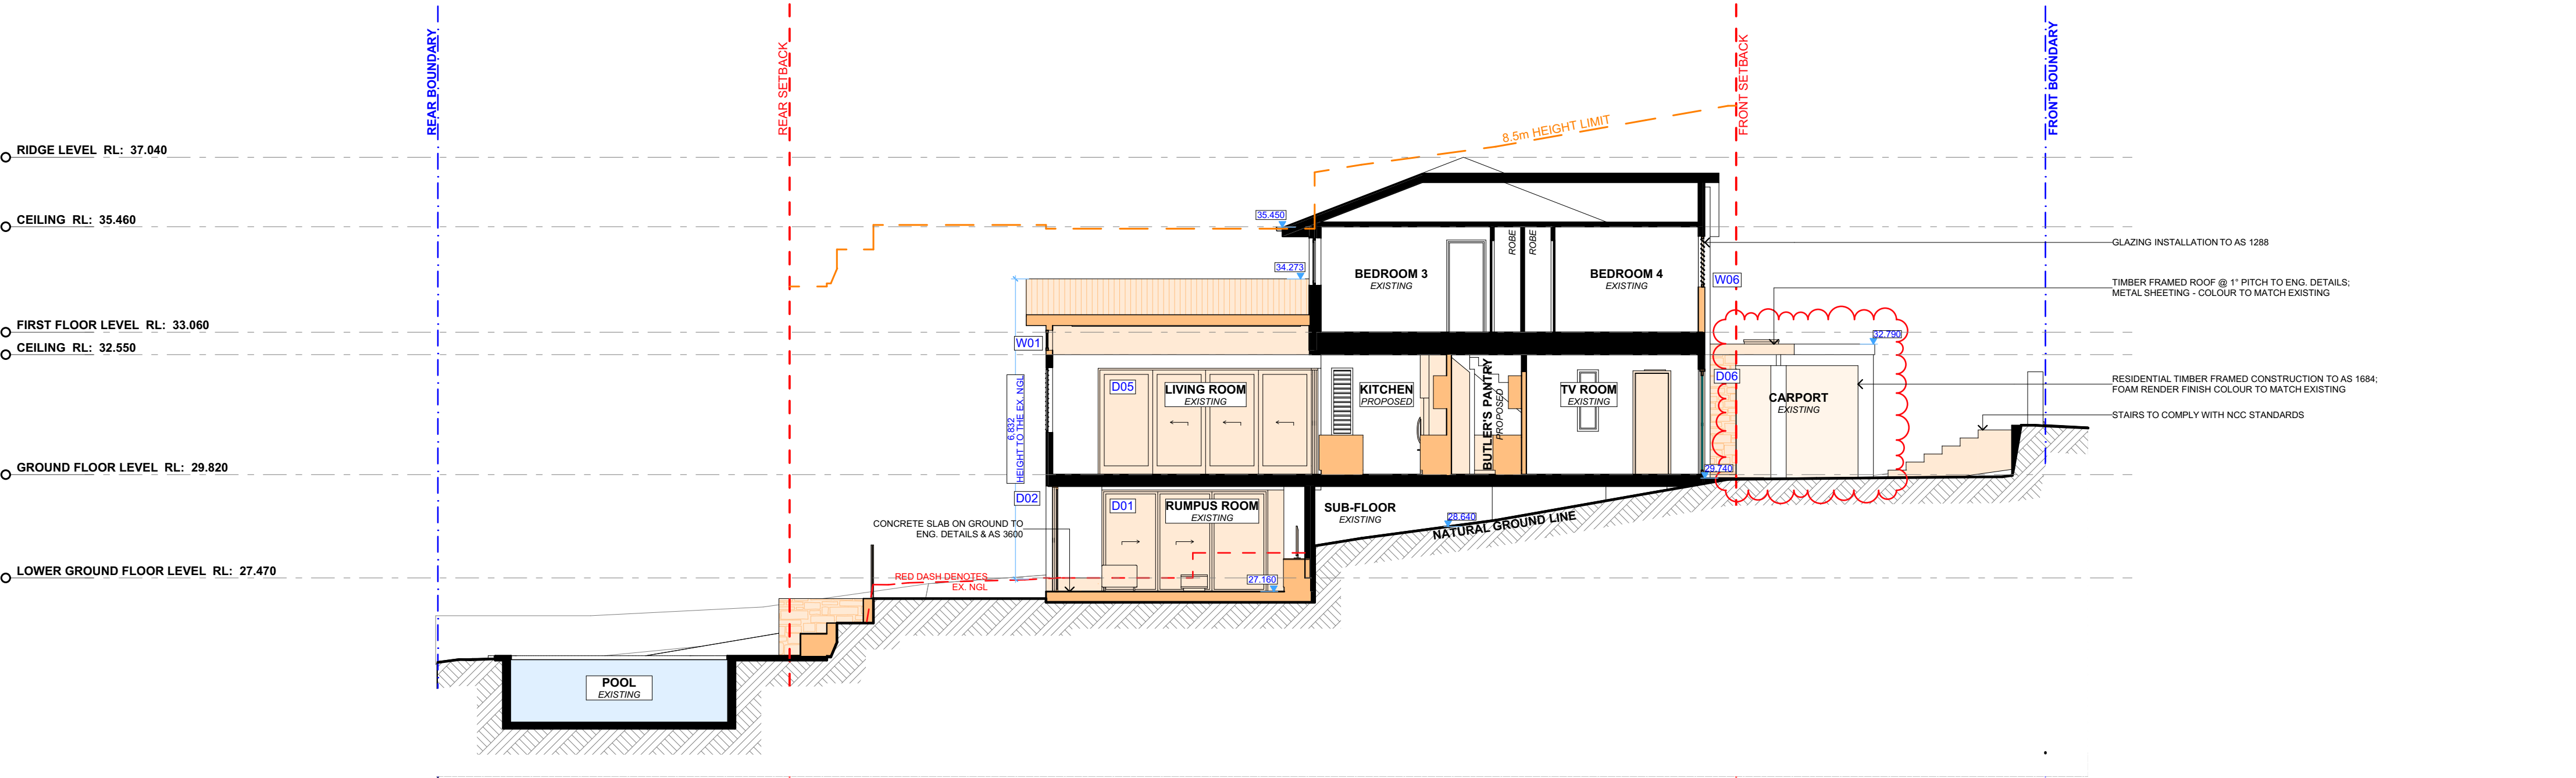 REAR BOUNDARY
REAR SETBACK
FRONT SETBACK
FRONT BOUNDARY
8.5m HEIGHT LIMIT
RIDGE LEVEL RL: 37.040
CEILING RL: 35.460
FIRST FLOOR LEVEL RL: 33.060
CEILING RL: 32.550
GROUND FLOOR LEVEL RL: 29.820
LOWER GROUND FLOOR LEVEL RL: 27.470
35.450
34.273
BEDROOM 3
EXISTING
ROBE
ROBE
BEDROOM 4
EXISTING
W06
GLAZING INSTALLATION TO AS 1288
TIMBER FRAMED ROOF @ 1° PITCH TO ENG. DETAILS;
METAL SHEETING - COLOUR TO MATCH EXISTING
32.790
W01
6,832
HEIGHT TO THE EX. NGL
D05
LIVING ROOM
EXISTING
KITCHEN
PROPOSED
BUTLER'S PANTRY
PROPOSED
TV ROOM
EXISTING
D06
CARPORT
EXISTING
RESIDENTIAL TIMBER FRAMED CONSTRUCTION TO AS 1684;
FOAM RENDER FINISH COLOUR TO MATCH EXISTING
STAIRS TO COMPLY WITH NCC STANDARDS
29.740
D02
D01
RUMPUS ROOM
EXISTING
SUB-FLOOR
EXISTING
28.640
NATURAL GROUND LINE
CONCRETE SLAB ON GROUND TO
ENG. DETAILS & AS 3600
RED DASH DENOTES
EX. NGL
27.160
POOL
EXISTING